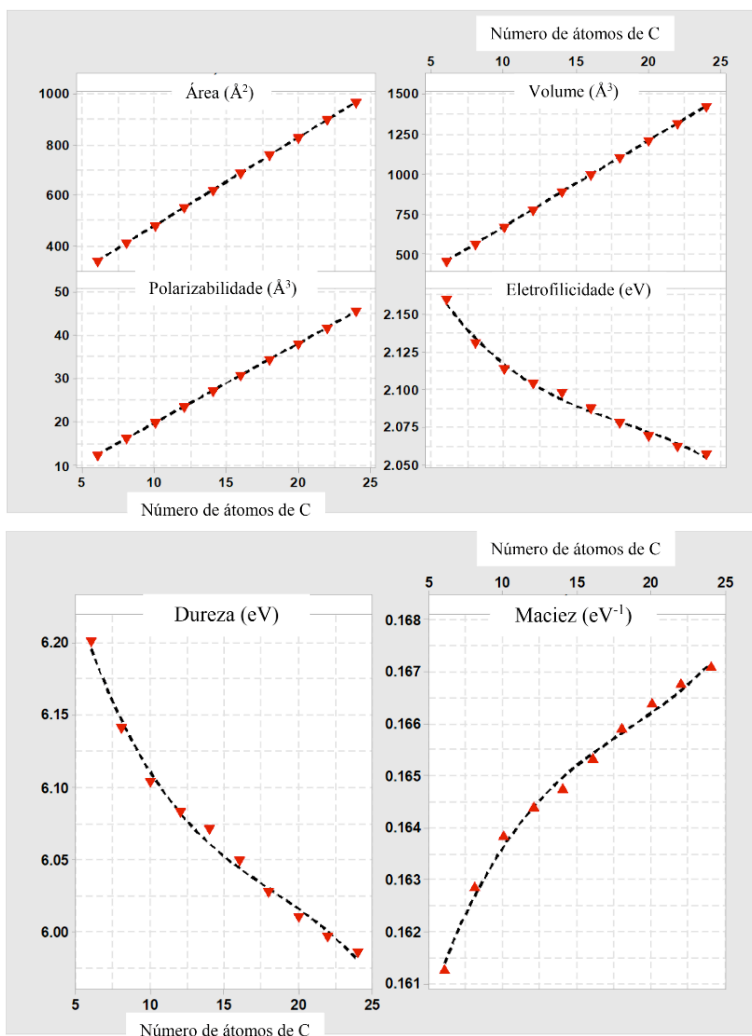 Número de átomos de C
5 10 15 20 25
Área (Å²)
1000
800
600
400
Volume (Å³)
1500
1250
1000
750
500
Polarizabilidade (Å³)
50
40
30
20
10
5 10 15 20 25
Número de átomos de C
Eletrofilicidade (eV)
2.150
2.125
2.100
2.075
2.050
Número de átomos de C
5 10 15 20 25
Dureza (eV)
6.20
6.15
6.10
6.05
6.00
5 10 15 20 25
Número de átomos de C
Maciez (eV⁻¹)
0.168
0.167
0.166
0.165
0.164
0.163
0.162
0.161